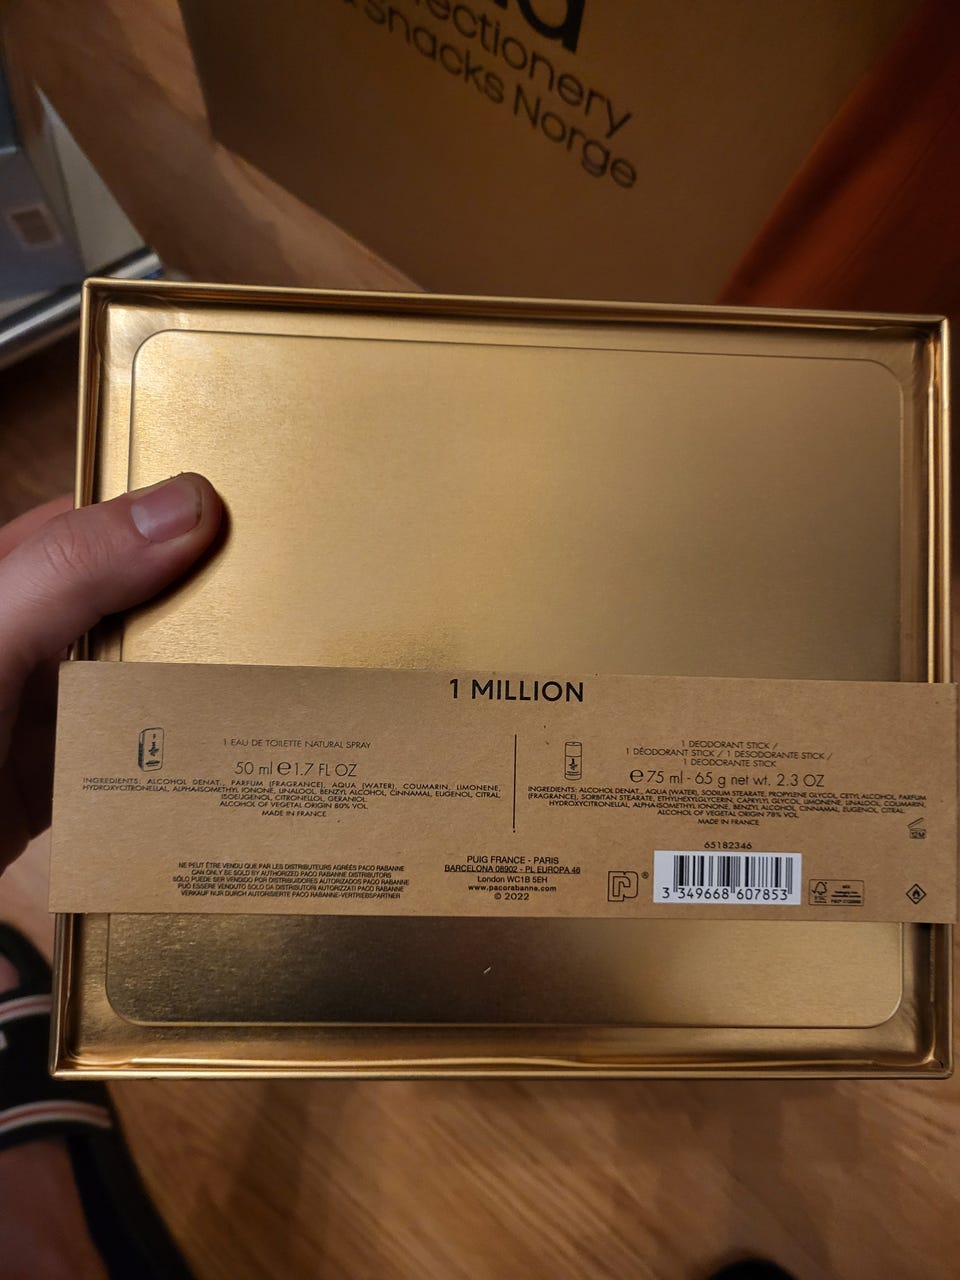 ectionery
Snacks Norge
1 MILLION
1 EAU DE TOILETTE NATURAL SPRAY
50 ml ℮ 1.7 FL OZ
INGREDIENTS: ALCOHOL DENAT., PARFUM (FRAGRANCE), AQUA (WATER), COUMARIN, LIMONENE,
HYDROXYCITRONELLAL, ALPHA-ISOMETHYL IONONE, LINALOOL, BENZYL ALCOHOL, CINNAMAL, EUGENOL, CITRAL,
ISOEUGENOL, CITRONELLOL, GERANIOL.
ALCOHOL OF VEGETAL ORIGIN 80% VOL.
MADE IN FRANCE
1 DEODORANT STICK /
1 DÉODORANT STICK / 1 DESODORANTE STICK /
1 DEODORANTE STICK
℮ 75 ml - 65 g net wt. 2.3 OZ
INGREDIENTS: ALCOHOL DENAT., AQUA (WATER), SODIUM STEARATE, PROPYLENE GLYCOL, CETYL ALCOHOL, PARFUM
(FRAGRANCE), SORBITAN STEARATE, ETHYLHEXYLGLYCERIN, CAPRYLYL GLYCOL, LIMONENE, LINALOOL, COUMARIN,
HYDROXYCITRONELLAL, ALPHA-ISOMETHYL IONONE, BENZYL ALCOHOL, CINNAMAL, EUGENOL, CITRAL.
ALCOHOL OF VEGETAL ORIGIN 78% VOL.
MADE IN FRANCE
12M
NE PEUT ÊTRE VENDU QUE PAR LES DISTRIBUTEURS AGRÉÉS PACO RABANNE
CAN ONLY BE SOLD BY AUTHORIZED PACO RABANNE DISTRIBUTORS
SÓLO PUEDE SER VENDIDO POR DISTRIBUIDORES AUTORIZADOS PACO RABANNE
PUÒ ESSERE VENDUTO SOLO DA DISTRIBUTORI AUTORIZZATI PACO RABANNE
VERKAUF NUR DURCH AUTORISIERTE PACO RABANNE-VERTRIEBSPARTNER
PUIG FRANCE - PARIS
BARCELONA 08902 - PL EUROPA 46
London WC1B 5EH
www.pacorabanne.com
© 2022
®
65182346
3 349668 607853
FSC
MIX